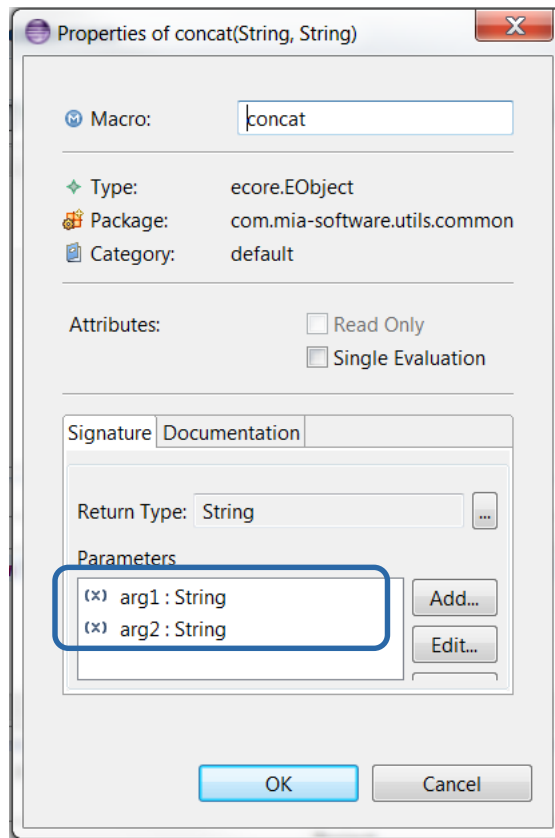 Properties of concat(String, String)
Macro: concat
Type: ecore.EObject
Package: com.mia-software.utils.common
Category: default
Attributes: Read Only
Single Evaluation
Signature Documentation
Return Type: String ...
Parameters
(x) arg1 : String
(x) arg2 : String
Add...
Edit...
OK Cancel